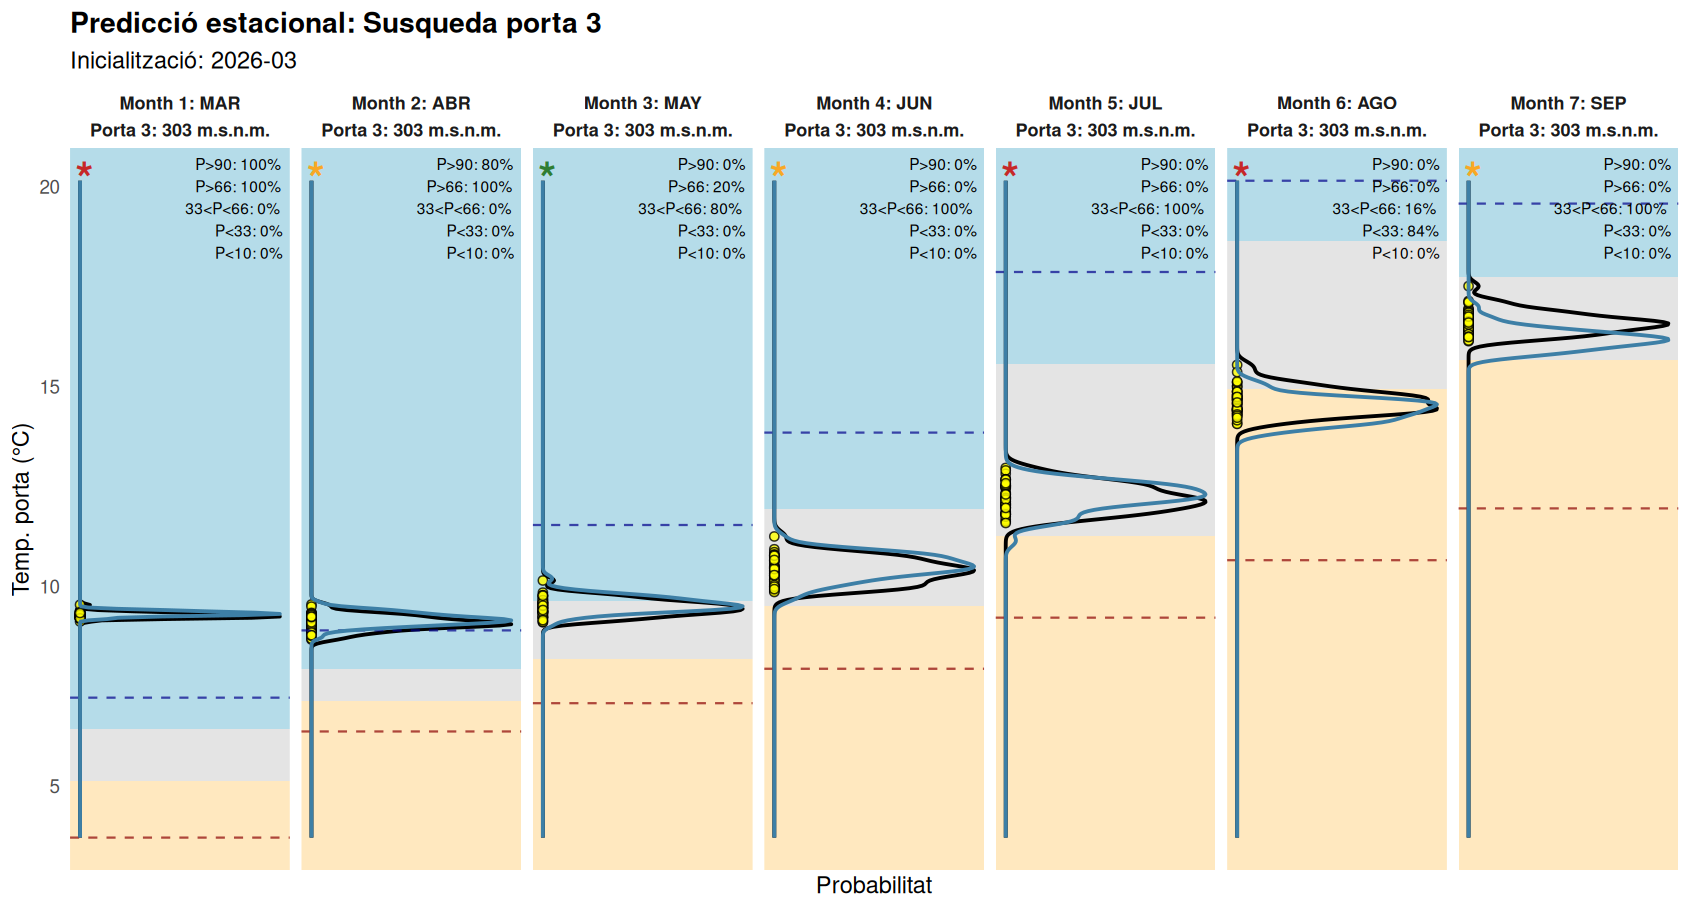 Predicció estacional: Susqueda porta 3
Inicialització: 2026-03
Month 1: MAR
Porta 3: 303 m.s.n.m.
Month 2: ABR
Porta 3: 303 m.s.n.m.
Month 3: MAY
Porta 3: 303 m.s.n.m.
Month 4: JUN
Porta 3: 303 m.s.n.m.
Month 5: JUL
Porta 3: 303 m.s.n.m.
Month 6: AGO
Porta 3: 303 m.s.n.m.
Month 7: SEP
Porta 3: 303 m.s.n.m.
*
P>90: 100%
P>66: 100%
33<P<66: 0%
P<33: 0%
P<10: 0%
*
P>90: 80%
P>66: 100%
33<P<66: 0%
P<33: 0%
P<10: 0%
*
P>90: 0%
P>66: 20%
33<P<66: 80%
P<33: 0%
P<10: 0%
*
P>90: 0%
P>66: 0%
33<P<66: 100%
P<33: 0%
P<10: 0%
*
P>90: 0%
P>66: 0%
33<P<66: 100%
P<33: 0%
P<10: 0%
*
P>90: 0%
P>66: 0%
33<P<66: 16%
P<33: 84%
P<10: 0%
*
P>90: 0%
P>66: 0%
33<P<66: 100%
P<33: 0%
P<10: 0%
20
15
10
5
Temp. porta (°C)
Probabilitat